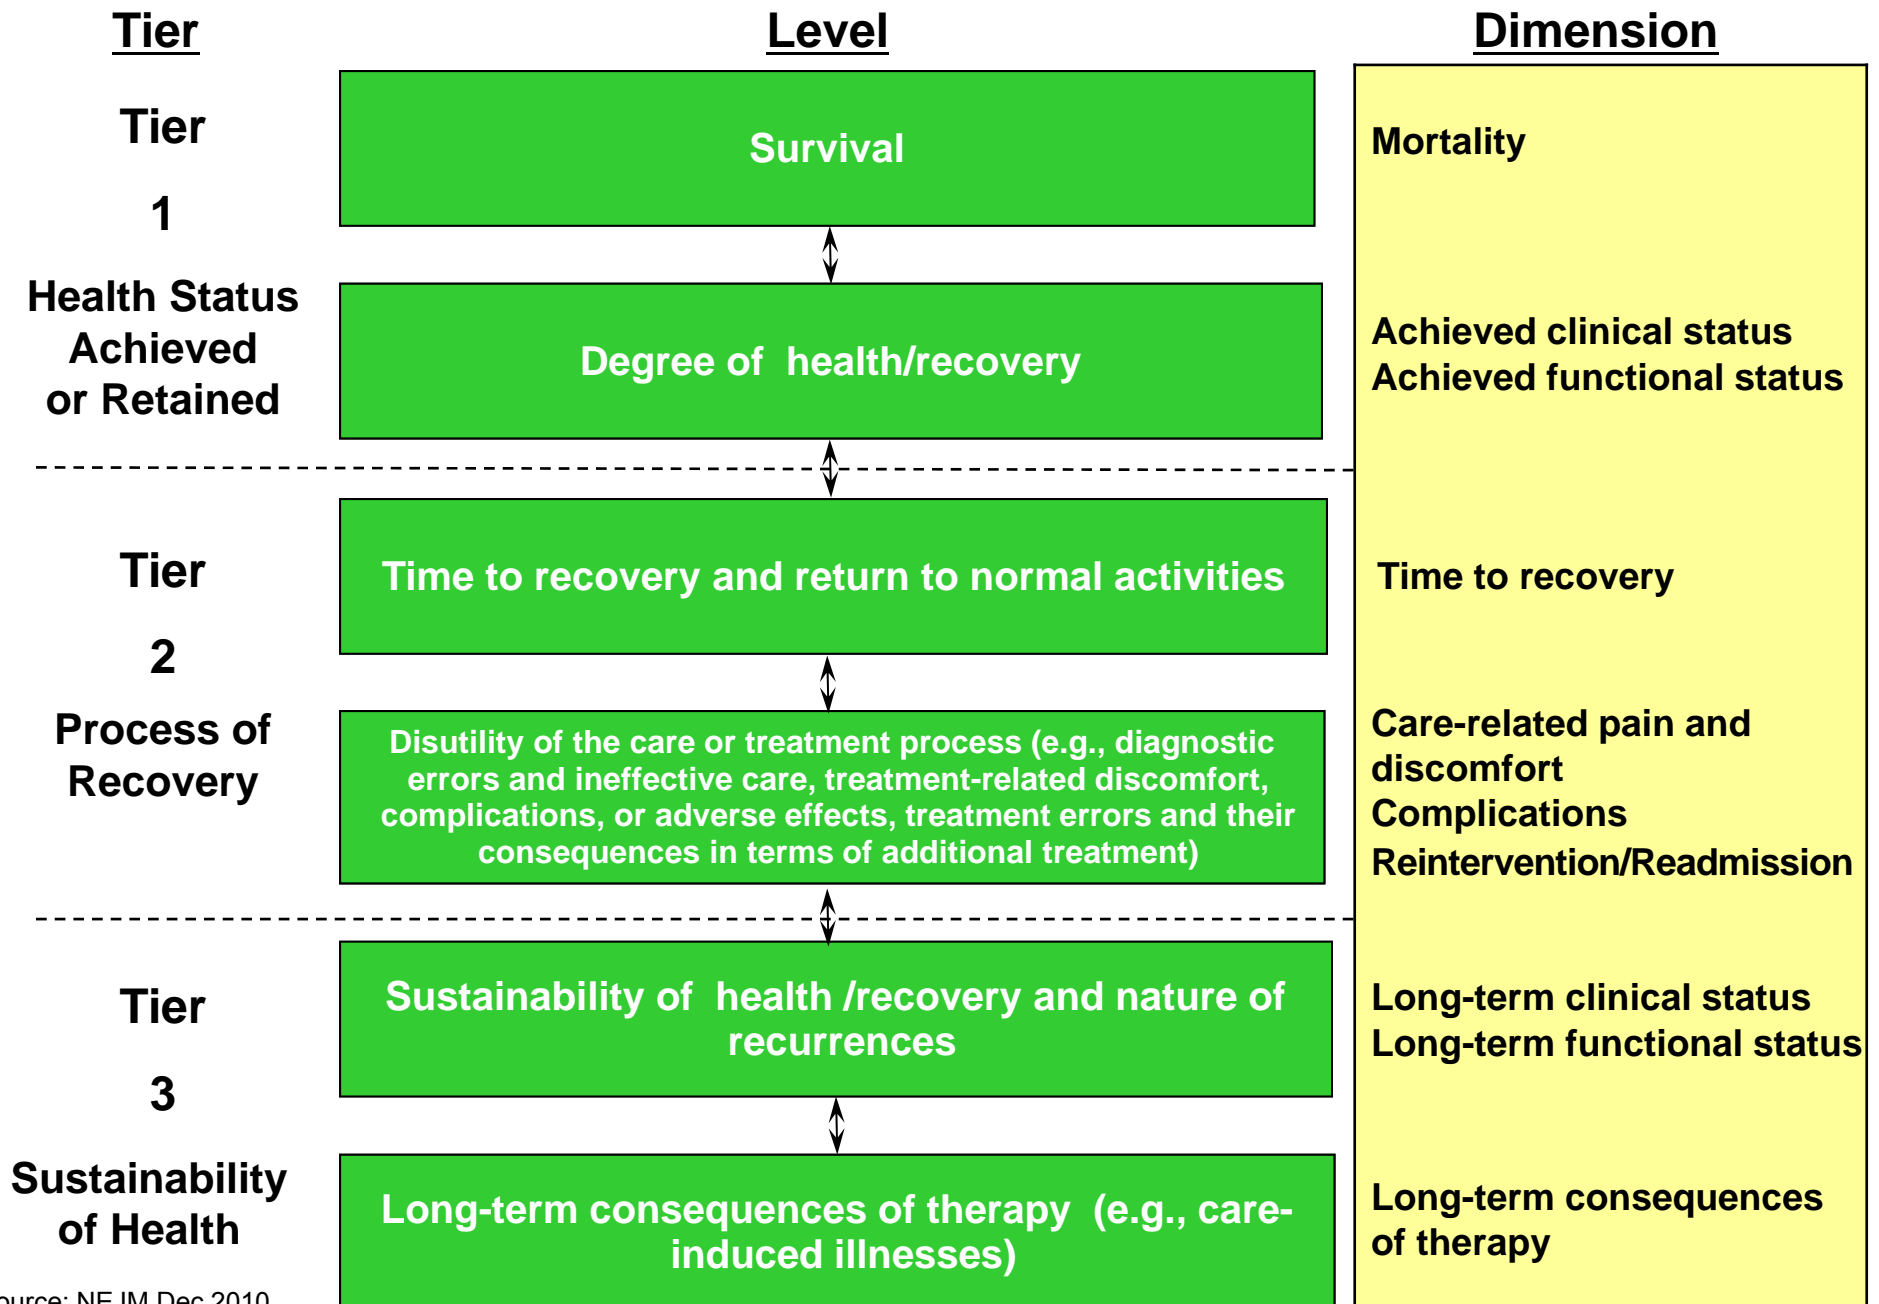 Tier
Level
Dimension
Tier
1
Health Status
Achieved
or Retained
Survival
Mortality
Degree of health/recovery
Achieved clinical status
Achieved functional status
Tier
2
Process of
Recovery
Time to recovery and return to normal activities
Time to recovery
Disutility of the care or treatment process (e.g., diagnostic
errors and ineffective care, treatment-related discomfort,
complications, or adverse effects, treatment errors and their
consequences in terms of additional treatment)
Care-related pain and
discomfort
Complications
Reintervention/Readmission
Tier
3
Sustainability
of Health
Sustainability of health /recovery and nature of
recurrences
Long-term clinical status
Long-term functional status
Long-term consequences of therapy (e.g., care-
induced illnesses)
Long-term consequences
of therapy
ource: NEJM Dec 2010